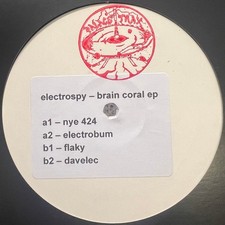 electrospy – brain coral ep
a1 – nye 424
a2 – electrobum
b1 – flaky
b2 – davelec